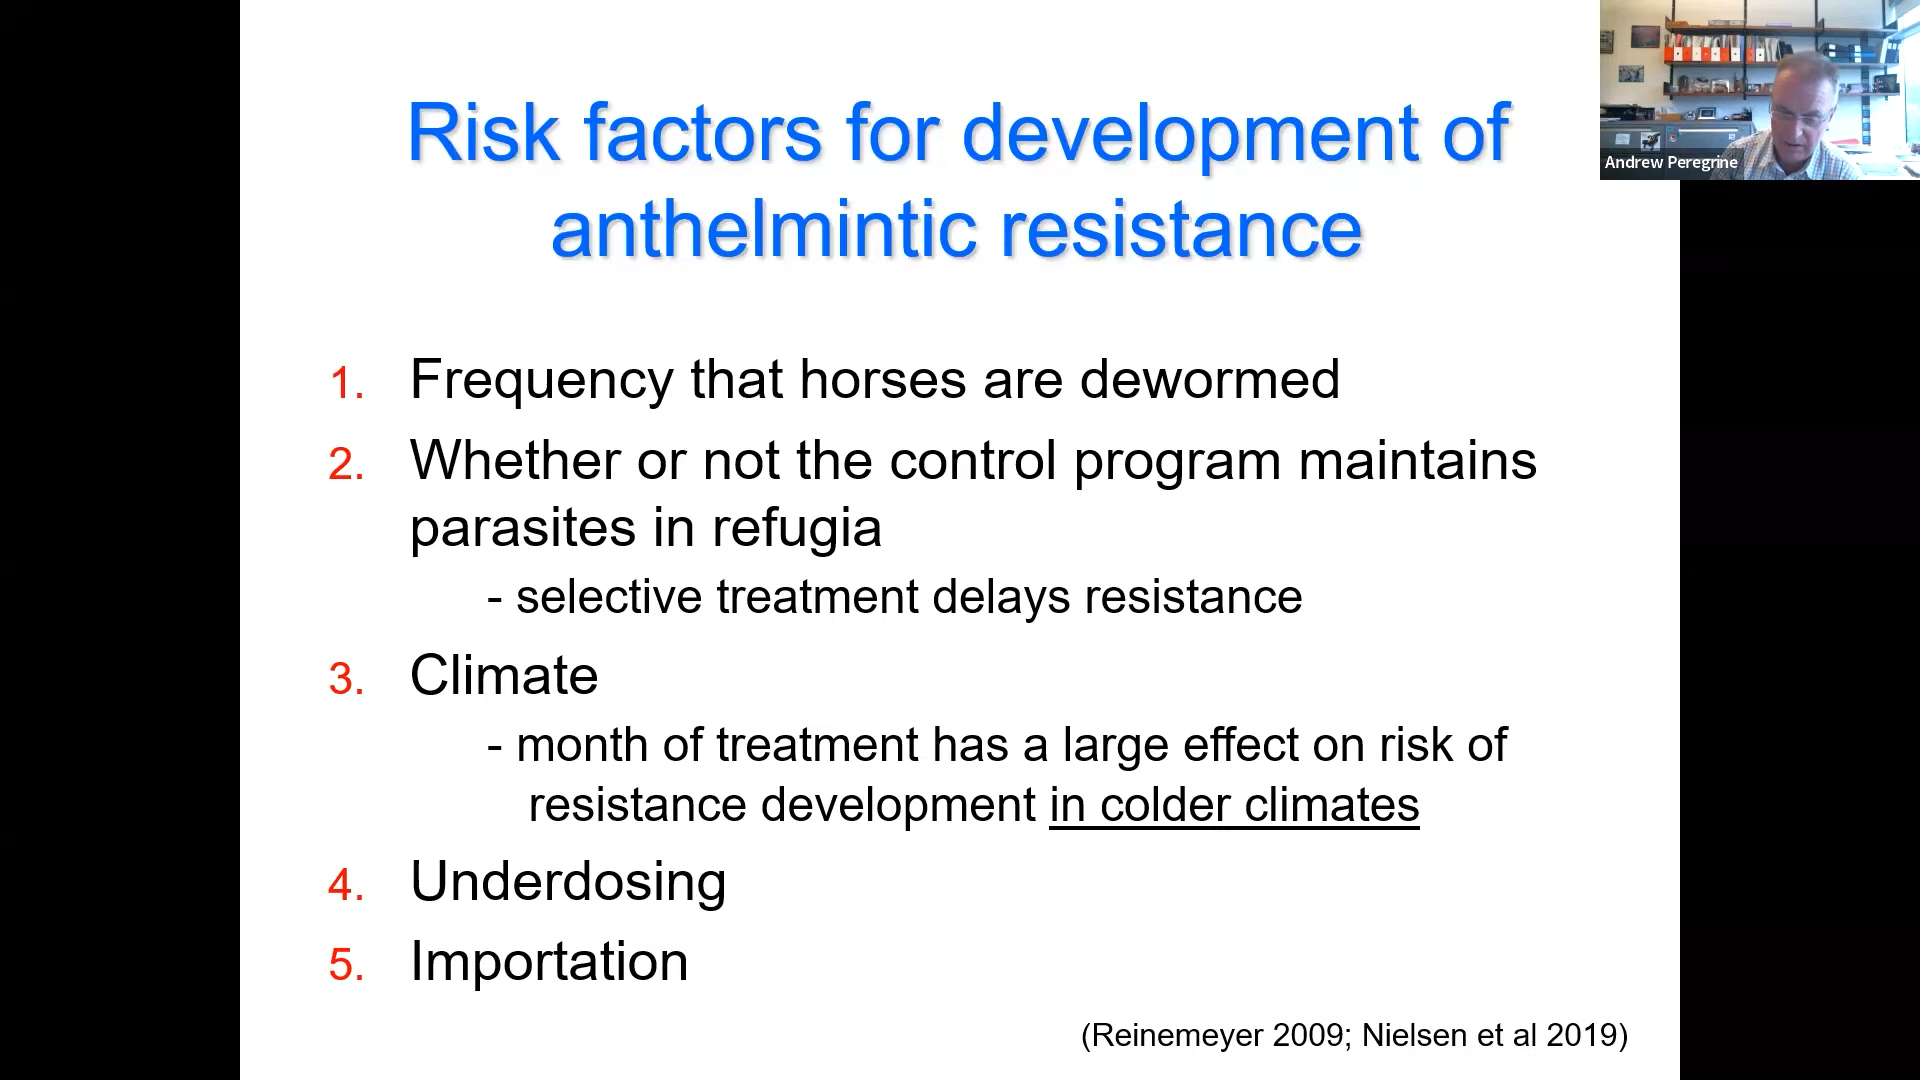 Risk factors for development of
anthelmintic resistance
Andrew Peregrine
1. Frequency that horses are dewormed
2. Whether or not the control program maintains
parasites in refugia
- selective treatment delays resistance
3. Climate
- month of treatment has a large effect on risk of
resistance development in colder climates
4. Underdosing
5. Importation
(Reinemeyer 2009; Nielsen et al 2019)